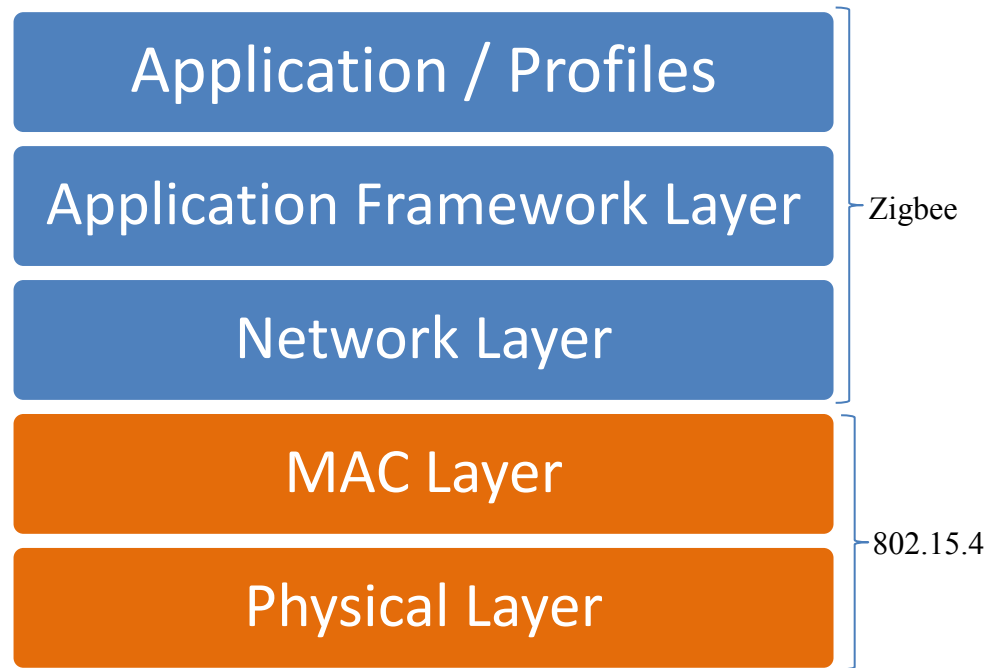 Application / Profiles
Application Framework Layer
Zigbee
Network Layer
MAC Layer
802.15.4
Physical Layer